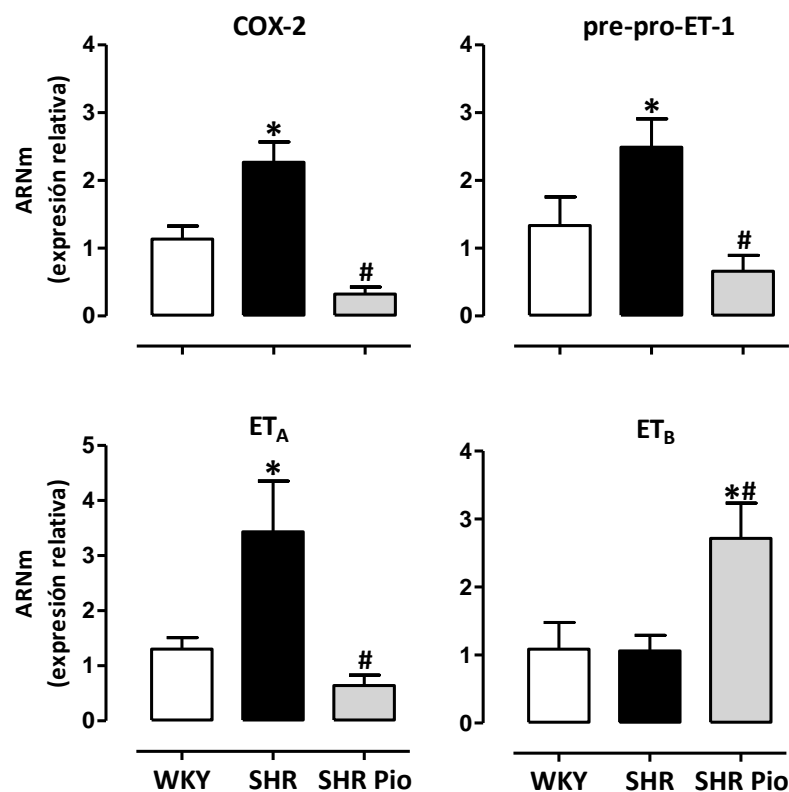 COX-2
pre-pro-ET-1
ARNm
(expresión relativa)
4
3
2
1
0
*
#
4
3
2
1
0
*
#
ET_A
ET_B
ARNm
(expresión relativa)
5
4
3
2
1
0
*
#
4
3
2
1
0
*#
WKY SHR SHR Pio
WKY SHR SHR Pio